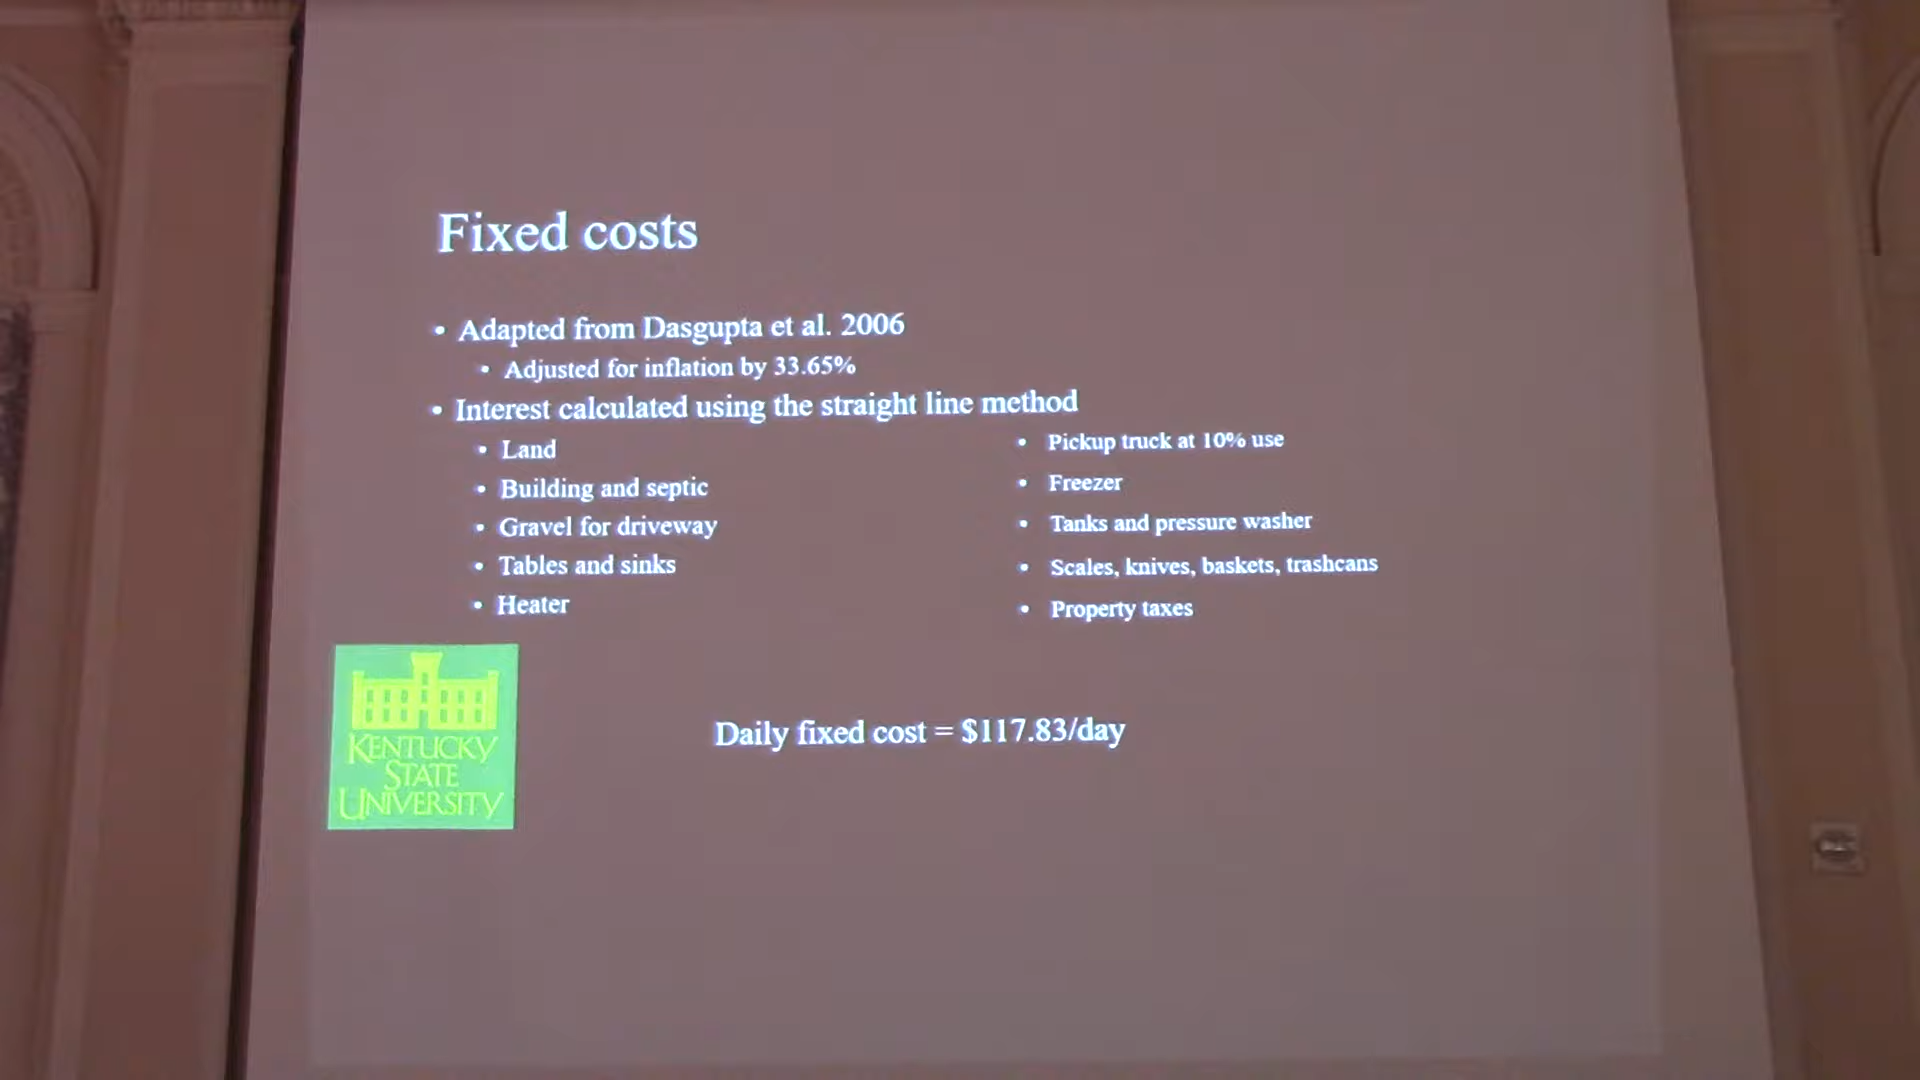 Fixed costs
• Adapted from Dasgupta et al. 2006
• Adjusted for inflation by 33.65%
• Interest calculated using the straight line method
• Land
• Building and septic
• Gravel for driveway
• Tables and sinks
• Heater
• Pickup truck at 10% use
• Freezer
• Tanks and pressure washer
• Scales, knives, baskets, trashcans
• Property taxes
Daily fixed cost = $117.83/day
KENTUCKY
STATE
UNIVERSITY